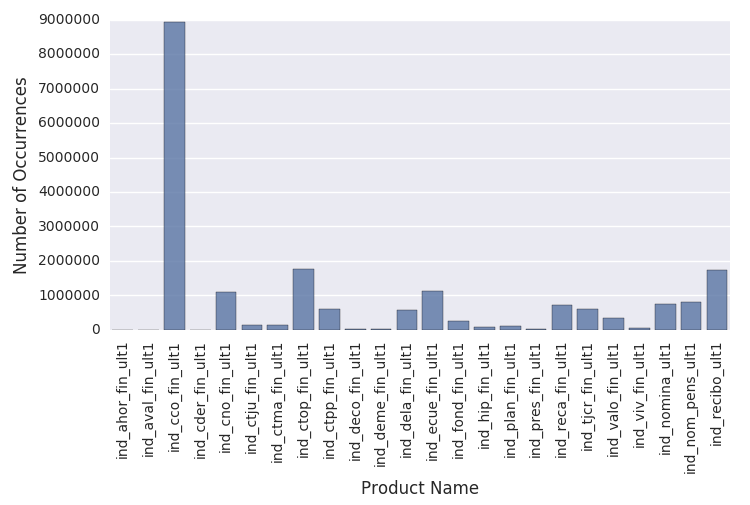 9000000
8000000
7000000
6000000
5000000
4000000
3000000
2000000
1000000
0
Number of Occurrences
ind_ahor_fin_ult1
ind_aval_fin_ult1
ind_cco_fin_ult1
ind_cder_fin_ult1
ind_cno_fin_ult1
ind_ctju_fin_ult1
ind_ctma_fin_ult1
ind_ctop_fin_ult1
ind_ctpp_fin_ult1
ind_deco_fin_ult1
ind_deme_fin_ult1
ind_dela_fin_ult1
ind_ecue_fin_ult1
ind_fond_fin_ult1
ind_hip_fin_ult1
ind_plan_fin_ult1
ind_pres_fin_ult1
ind_reca_fin_ult1
ind_tjcr_fin_ult1
ind_valo_fin_ult1
ind_viv_fin_ult1
ind_nomina_ult1
ind_nom_pens_ult1
ind_recibo_ult1
Product Name